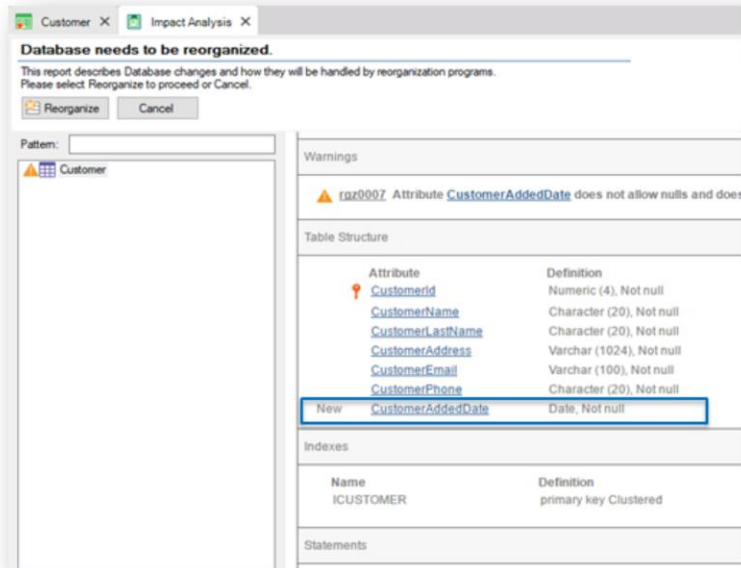 Customer
Impact Analysis
Database needs to be reorganized.
This report describes Database changes and how they will be handled by reorganization programs.
Please select Reorganize to proceed or Cancel.
Reorganize Cancel
Pattern:
Customer
Warnings
rgz0007 Attribute CustomerAddedDate does not allow nulls and does
Table Structure
Attribute Definition
CustomerId Numeric (4), Not null
CustomerName Character (20), Not null
CustomerLastName Character (20), Not null
CustomerAddress Varchar (1024), Not null
CustomerEmail Varchar (100), Not null
CustomerPhone Character (20), Not null
New CustomerAddedDate Date, Not null
Indexes
Name Definition
ICUSTOMER primary key Clustered
Statements